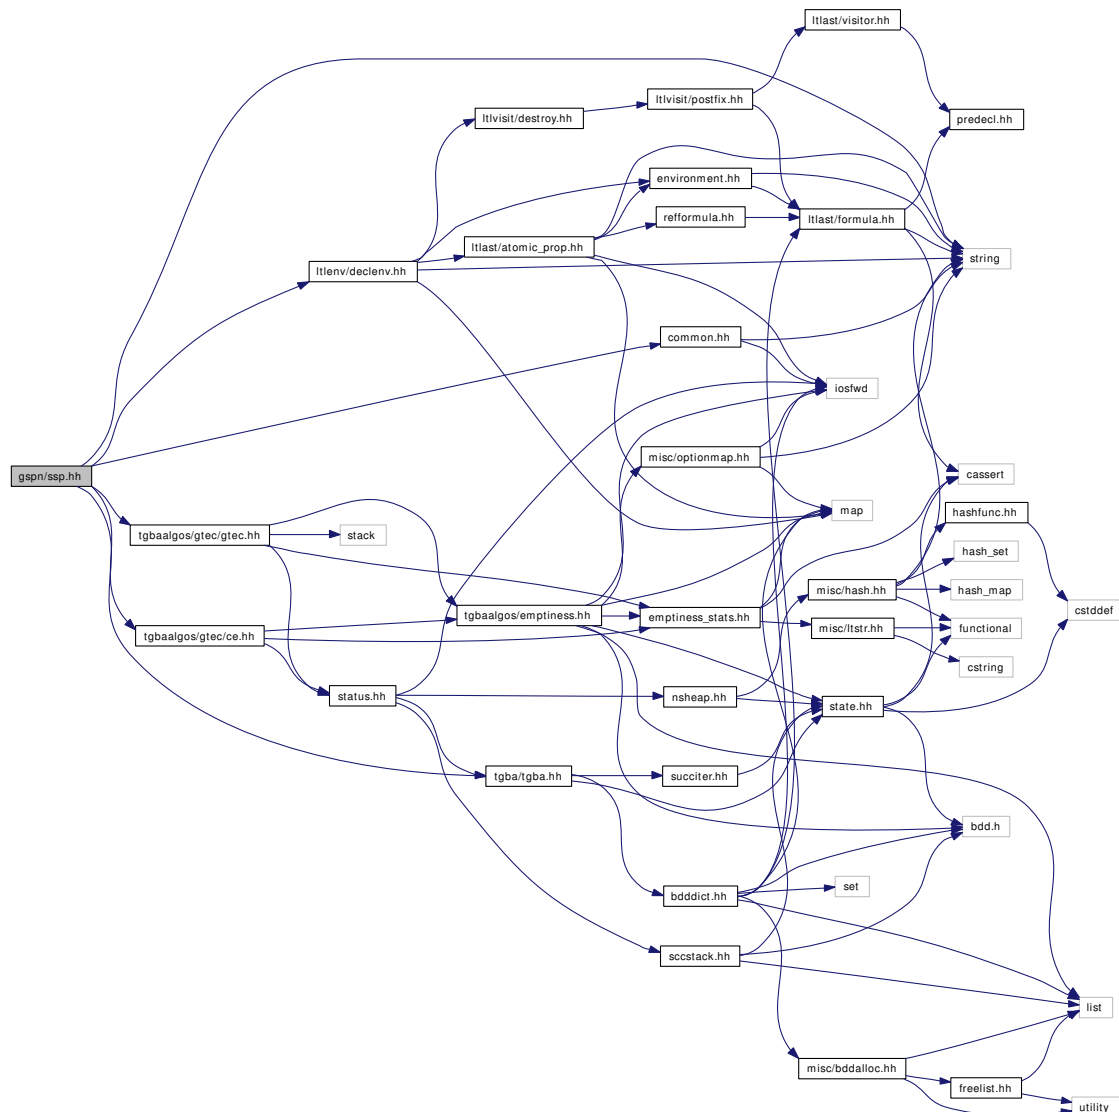 ltlast/visitor.hh
ltlvisit/postfix.hh
ltlvisit/destroy.hh
predecl.hh
environment.hh
refformula.hh
ltlast/formula.hh
ltlast/atomic_prop.hh
string
ltlenv/declenv.hh
common.hh
iosfwd
misc/optionmap.hh
gspn/ssp.hh
cassert
map
hashfunc.hh
tgbaalgos/gtec/gtec.hh
stack
hash_set
misc/hash.hh
hash_map
cstddef
tgbaalgos/emptiness.hh
emptiness_stats.hh
misc/ltstr.hh
functional
tgbaalgos/gtec/ce.hh
cstring
status.hh
nsheap.hh
state.hh
tgba/tgba.hh
succiter.hh
bdd.h
bdddict.hh
set
sccstack.hh
list
misc/bddalloc.hh
freelist.hh
utility